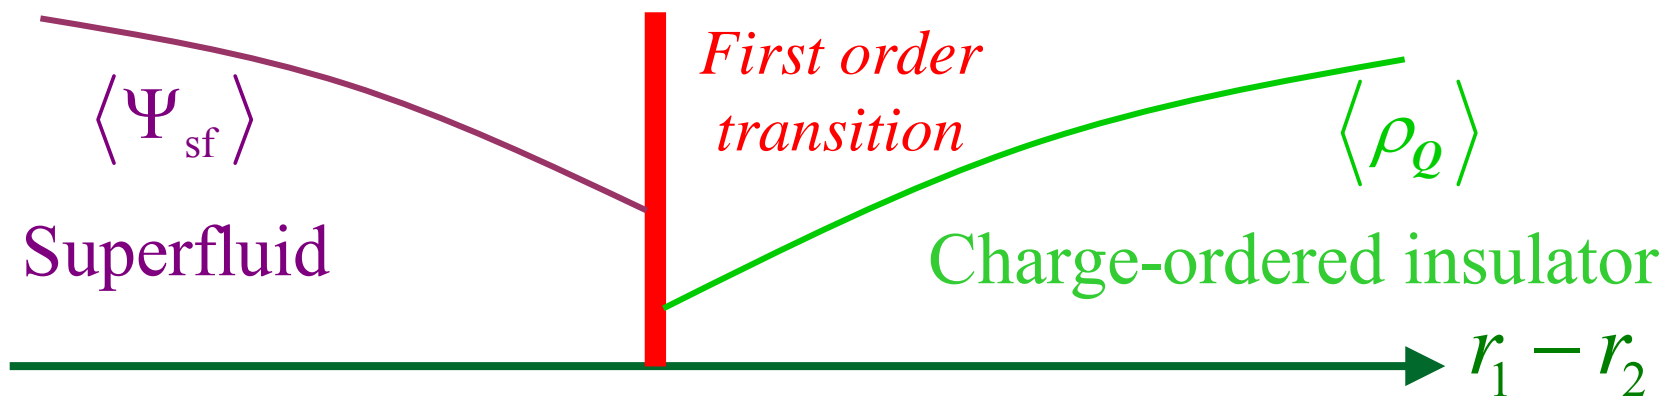 First order
transition
⟨Ψsf⟩
⟨ρQ⟩
Superfluid
Charge-ordered insulator
r1 − r2